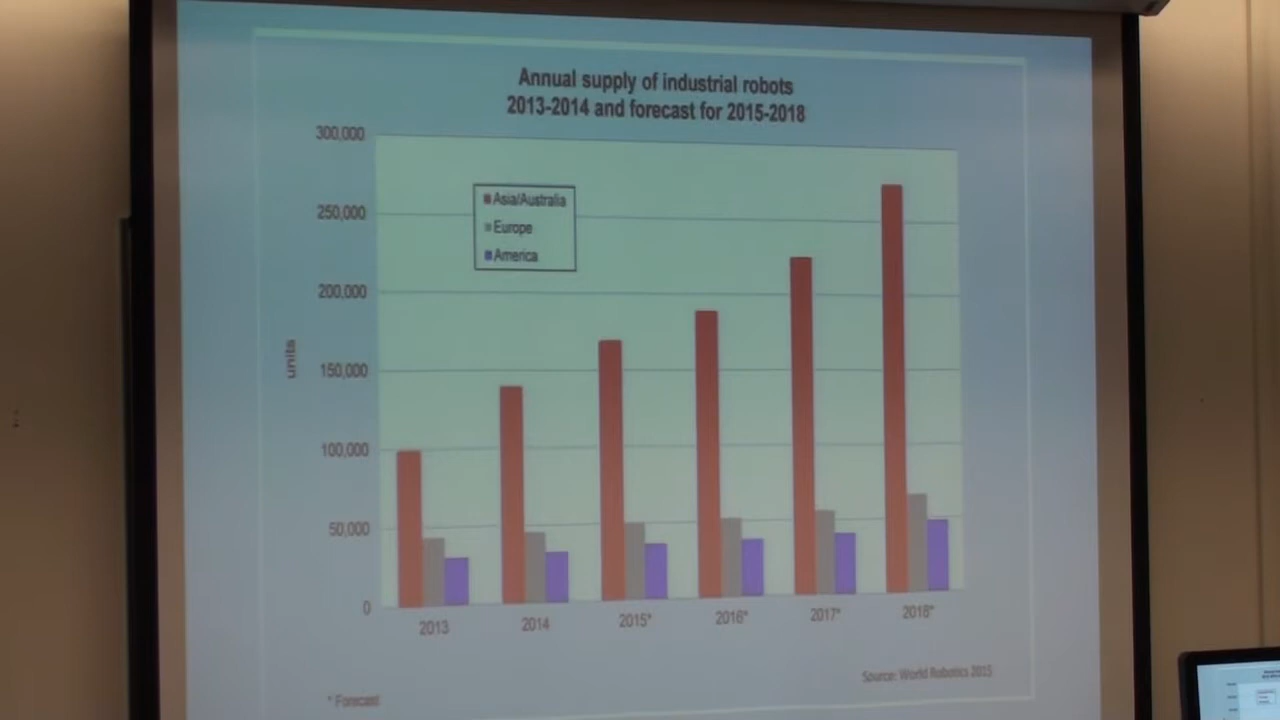 Annual supply of industrial robots
2013-2014 and forecast for 2015-2018
300,000
250,000
200,000
150,000
100,000
50,000
0
units
Asia/Australia
Europe
America
2013
2014
2015*
2016*
2017*
2018*
Source: World Robotics 2015
* Forecast